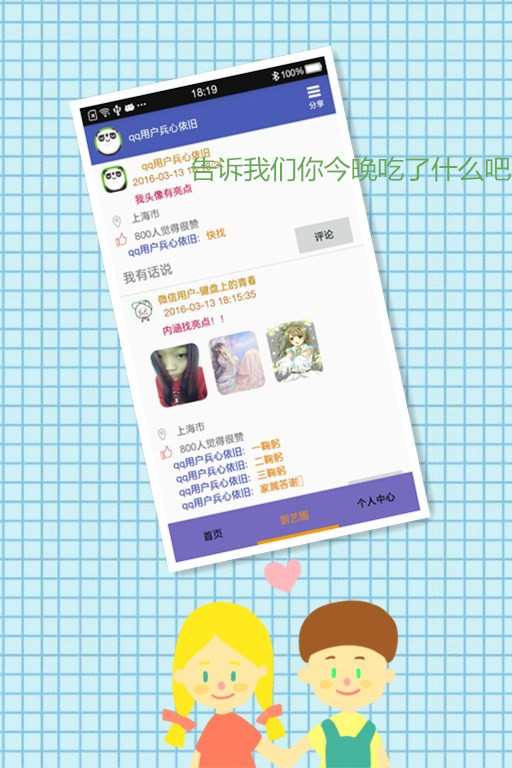 18:19
100%
qq用户兵心依旧
分享
qq用户兵心依旧
2016-03-13 18:
告诉我们你今晚吃了什么吧
我头像有亮点
上海市
800人觉得很赞
qq用户兵心依旧: 快找
评论
我有话说
微信用户-键盘上的青春
2016-03-13 18:15:35
内涵找亮点！！
上海市
800人觉得很赞
qq用户兵心依旧: 一鞠躬
qq用户兵心依旧: 二鞠躬
qq用户兵心依旧: 三鞠躬
qq用户兵心依旧: 家属答谢
首页
厨艺圈
个人中心